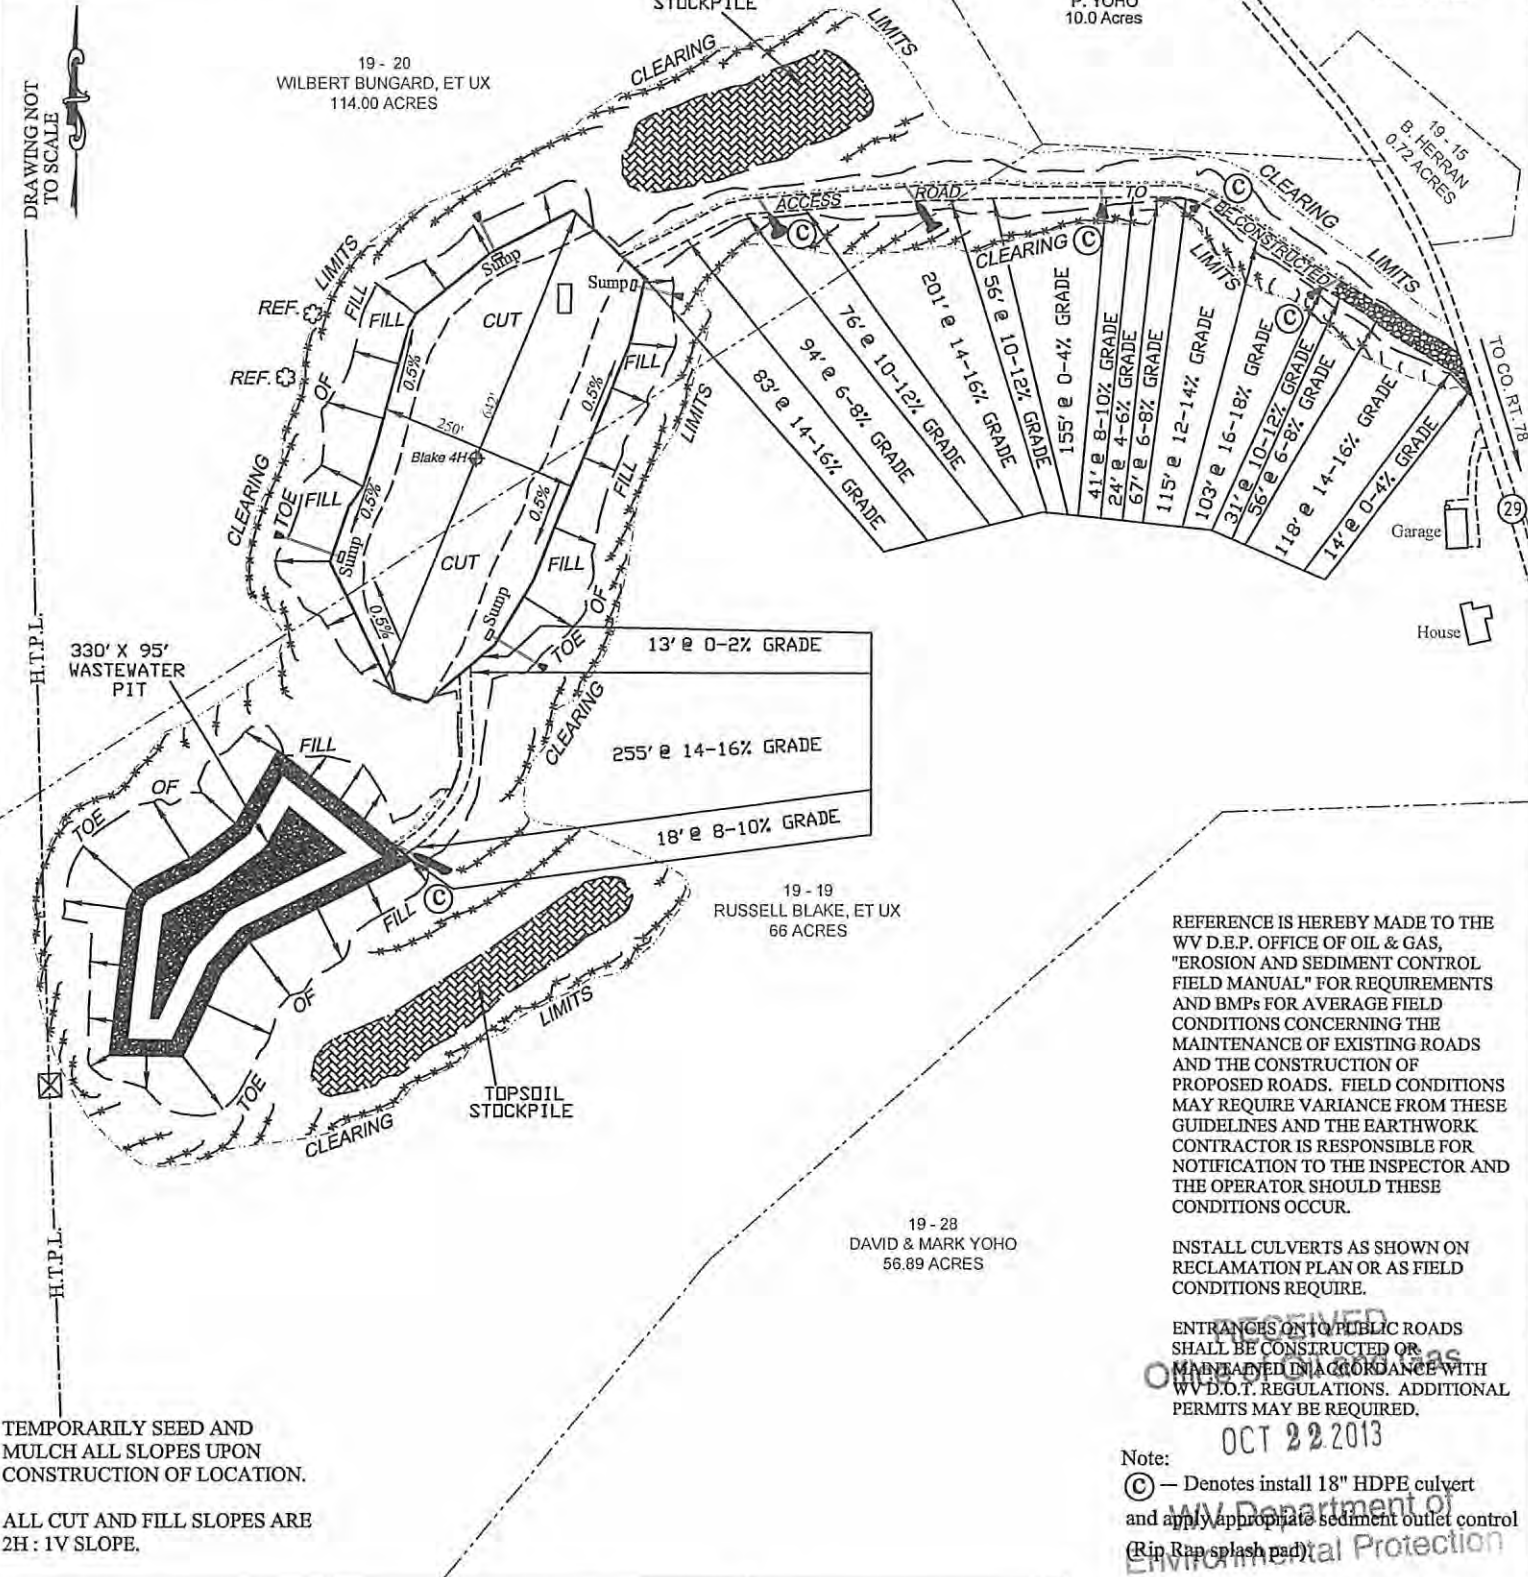 STOCKPILE
P. YOHO
10.0 Acres
19 - 20
WILBERT BUNGARD, ET UX
114.00 ACRES
DRAWING NOT
TO SCALE
CLEARING
LIMITS
19 - 15
B. HERRAN
0.72 ACRES
ACCESS
ROAD
TO
BE CONSTRUCTED
C
CLEARING
LIMITS
C
CLEARING
C
LIMITS
C
LIMITS
REF.
REF.
FILL
FILL
OF
Sump
Sump
CUT
0.5%
0.5%
642'
250'
Blake 4H
FILL
FILL
LIMITS
CLEARING
TOE
FILL
0.5%
0.5%
Sump
CUT
FILL
Sump
0.5%
OF
TOE
CLEARING
83' @ 14-16% GRADE
94' @ 6-8% GRADE
76' @ 10-12% GRADE
201' @ 14-16% GRADE
56' @ 10-12% GRADE
155' @ 0-4% GRADE
41' @ 8-10% GRADE
24' @ 4-6% GRADE
67' @ 6-8% GRADE
115' @ 12-14% GRADE
103' @ 16-18% GRADE
31' @ 10-12% GRADE
56' @ 6-8% GRADE
118' @ 14-16% GRADE
14' @ 0-4% GRADE
TO CO. RT. 78
29
Garage
House
H.T.P.L.
330' X 95'
WASTEWATER
PIT
13' @ 0-2% GRADE
255' @ 14-16% GRADE
18' @ 8-10% GRADE
FILL
OF
TOE
C
FILL
OF
TOE
19 - 19
RUSSELL BLAKE, ET UX
66 ACRES
LIMITS
TOPSOIL
STOCKPILE
CLEARING
H.T.P.L.
19 - 28
DAVID & MARK YOHO
56.89 ACRES
REFERENCE IS HEREBY MADE TO THE
WV D.E.P. OFFICE OF OIL & GAS,
"EROSION AND SEDIMENT CONTROL
FIELD MANUAL" FOR REQUIREMENTS
AND BMPs FOR AVERAGE FIELD
CONDITIONS CONCERNING THE
MAINTENANCE OF EXISTING ROADS
AND THE CONSTRUCTION OF
PROPOSED ROADS. FIELD CONDITIONS
MAY REQUIRE VARIANCE FROM THESE
GUIDELINES AND THE EARTHWORK
CONTRACTOR IS RESPONSIBLE FOR
NOTIFICATION TO THE INSPECTOR AND
THE OPERATOR SHOULD THESE
CONDITIONS OCCUR.
INSTALL CULVERTS AS SHOWN ON
RECLAMATION PLAN OR AS FIELD
CONDITIONS REQUIRE.
ENTRANCES ONTO PUBLIC ROADS
SHALL BE CONSTRUCTED OR
MAINTAINED IN ACCORDANCE WITH
WV D.O.T. REGULATIONS. ADDITIONAL
PERMITS MAY BE REQUIRED.
RECEIVED
Office of Oil and Gas
OCT 22 2013
WV Department of
Environmental Protection
Note:
C — Denotes install 18" HDPE culvert
and apply appropriate sediment outlet control
(Rip Rap splash pad).
TEMPORARILY SEED AND
MULCH ALL SLOPES UPON
CONSTRUCTION OF LOCATION.
ALL CUT AND FILL SLOPES ARE
2H : 1V SLOPE.